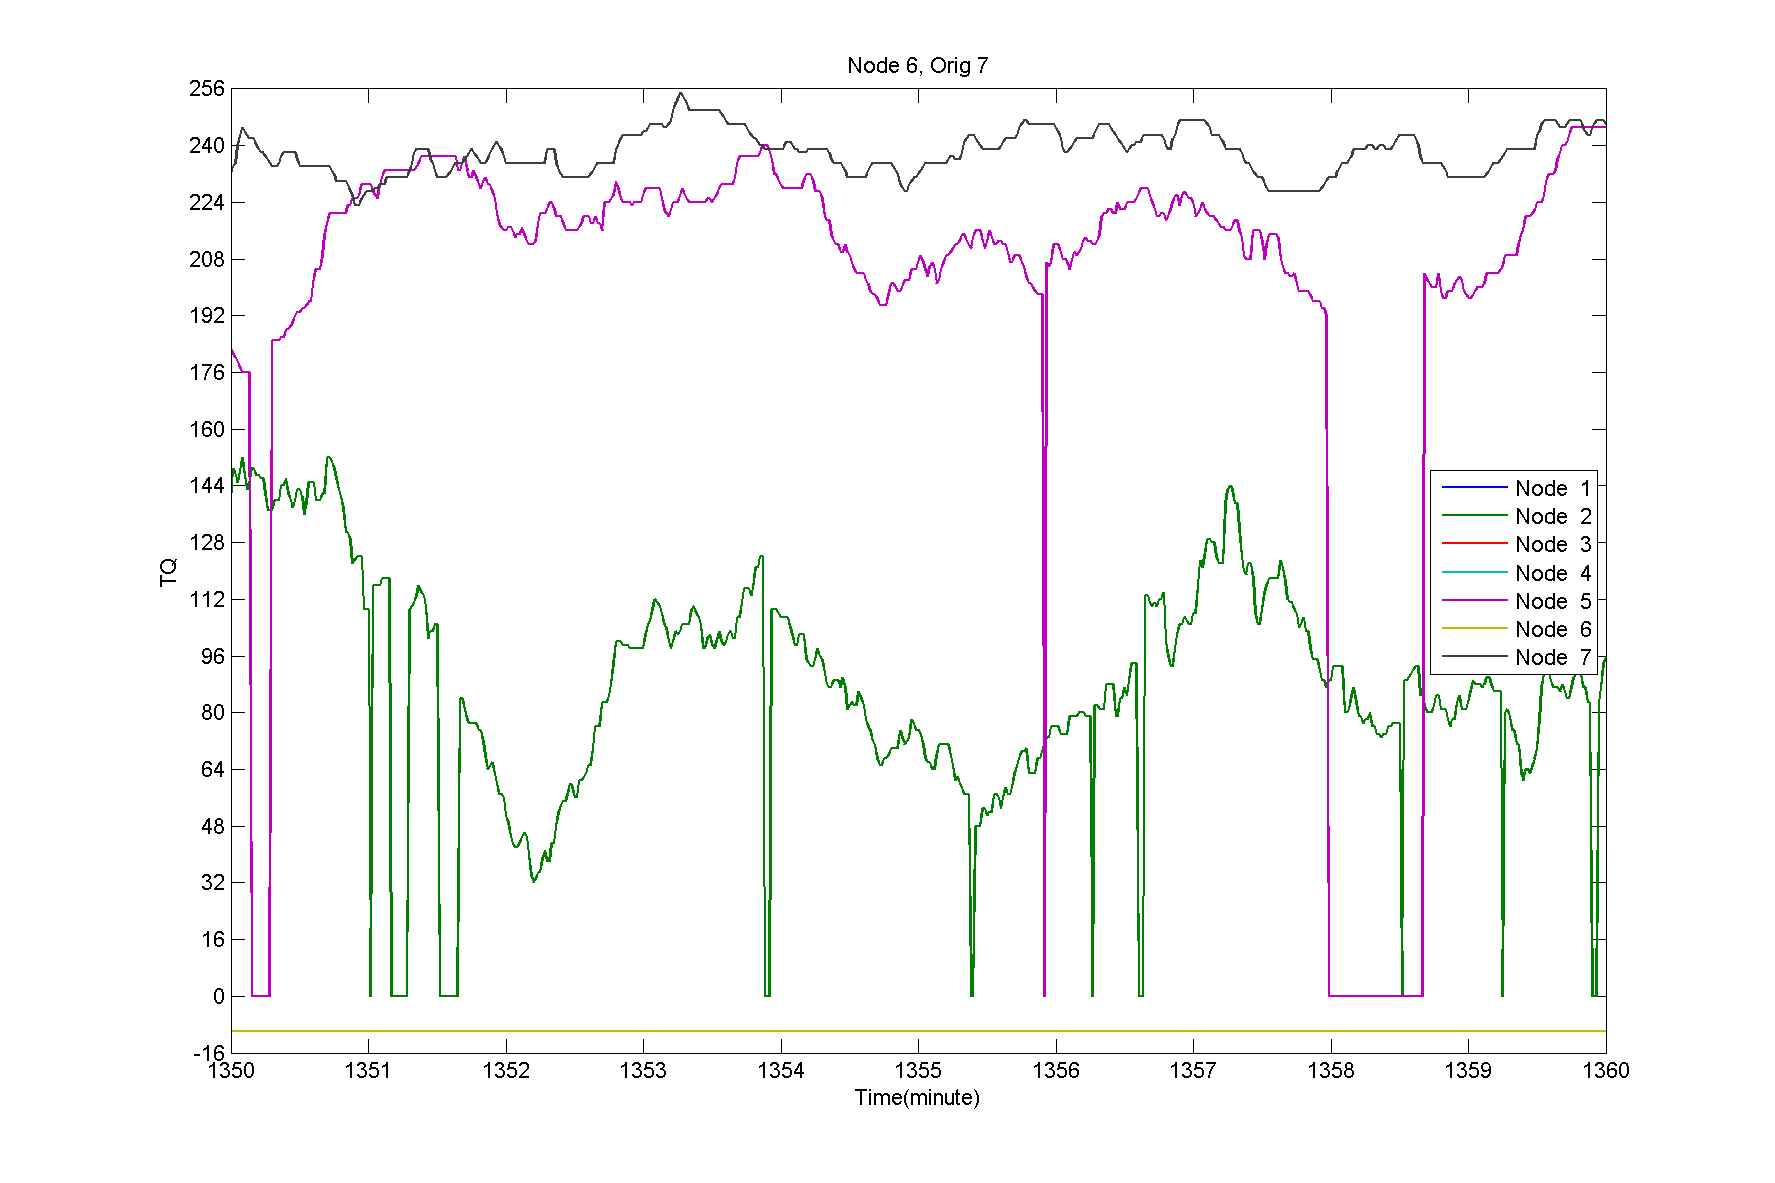 Node 6, Orig 7
256
240
224
208
192
176
160
144
128
112
96
80
64
48
32
16
0
-16
TQ
Node 1
Node 2
Node 3
Node 4
Node 5
Node 6
Node 7
1350 1351 1352 1353 1354 1355 1356 1357 1358 1359 1360
Time(minute)